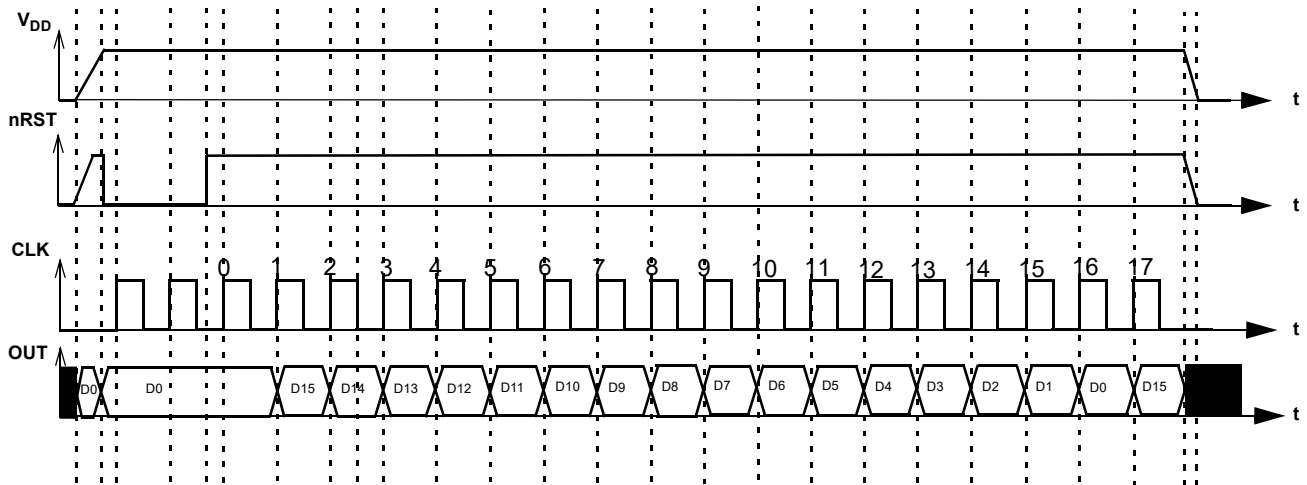 VDD
t
nRST
t
CLK
0 1 2 3 4 5 6 7 8 9 10 11 12 13 14 15 16 17
t
OUT
D0 D0 D15 D14 D13 D12 D11 D10 D9 D8 D7 D6 D5 D4 D3 D2 D1 D0 D15
t